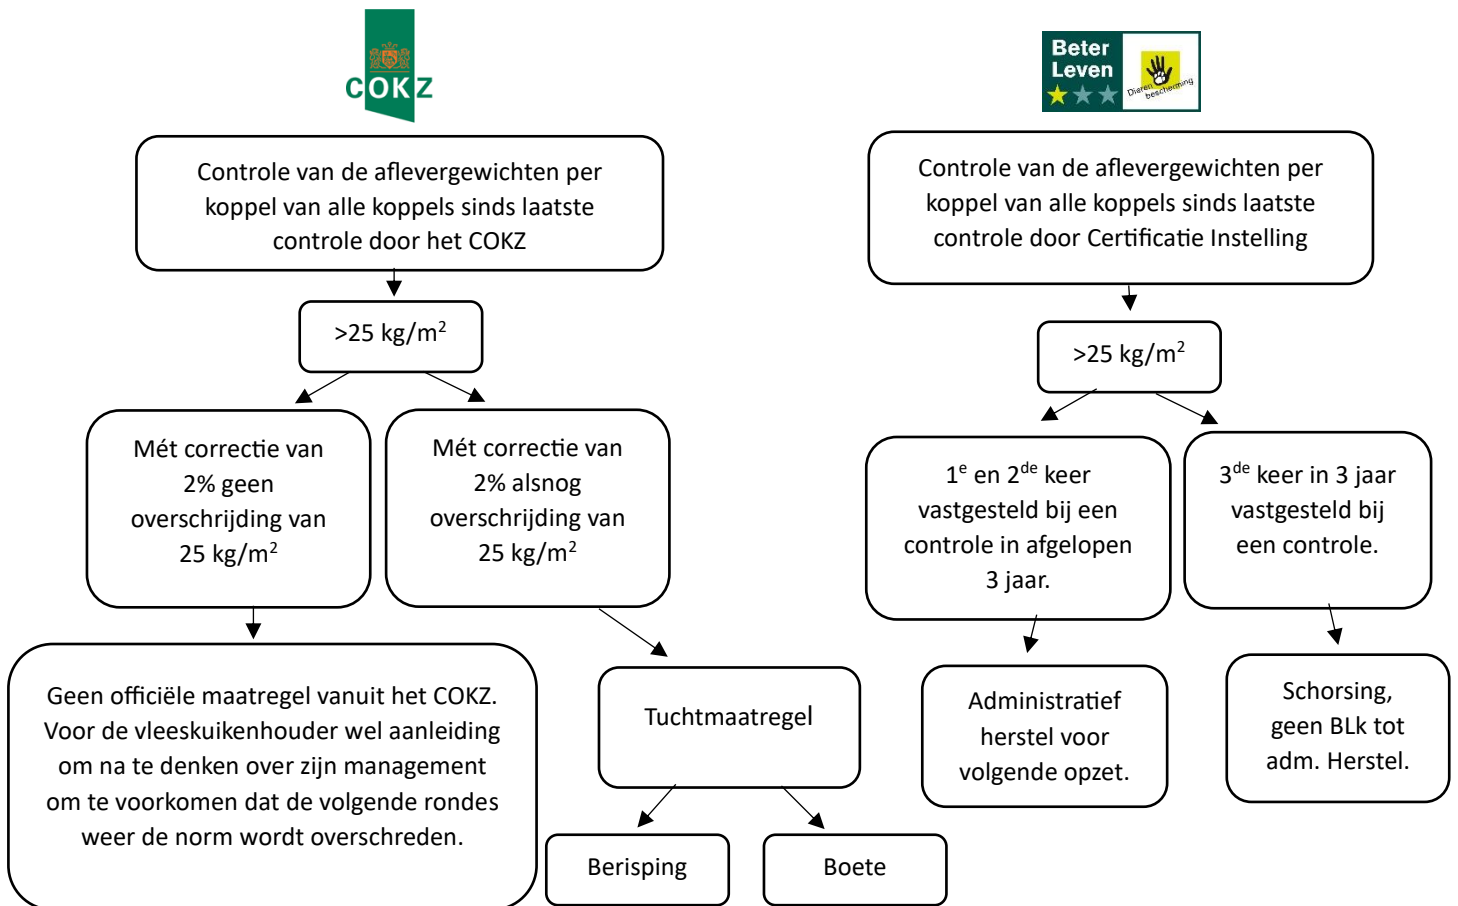 COKZ
Controle van de aflevergewichten per
koppel van alle koppels sinds laatste
controle door het COKZ
>25 kg/m²
Mét correctie van
2% geen
overschrijding van
25 kg/m²
Mét correctie van
2% alsnog
overschrijding van
25 kg/m²
Geen officiële maatregel vanuit het COKZ.
Voor de vleeskuikenhouder wel aanleiding
om na te denken over zijn management
om te voorkomen dat de volgende rondes
weer de norm wordt overschreden.
Tuchtmaatregel
Berisping
Boete
Beter
Leven
Dieren
bescherming
Controle van de aflevergewichten per
koppel van alle koppels sinds laatste
controle door Certificatie Instelling
>25 kg/m²
1ᵉ en 2ᵈᵉ keer
vastgesteld bij een
controle in afgelopen
3 jaar.
3ᵈᵉ keer in 3 jaar
vastgesteld bij
een controle.
Administratief
herstel voor
volgende opzet.
Schorsing,
geen BLk tot
adm. Herstel.